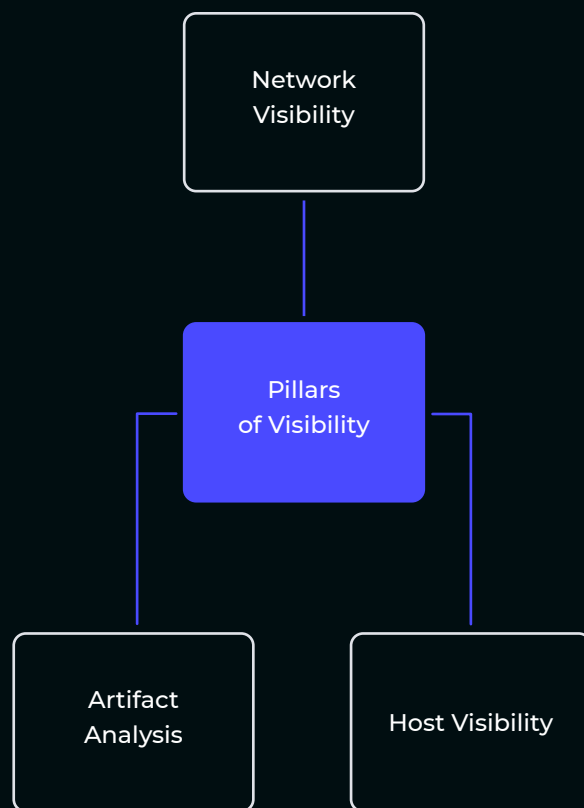 Network
Visibility
Pillars
of Visibility
Artifact
Analysis
Host Visibility